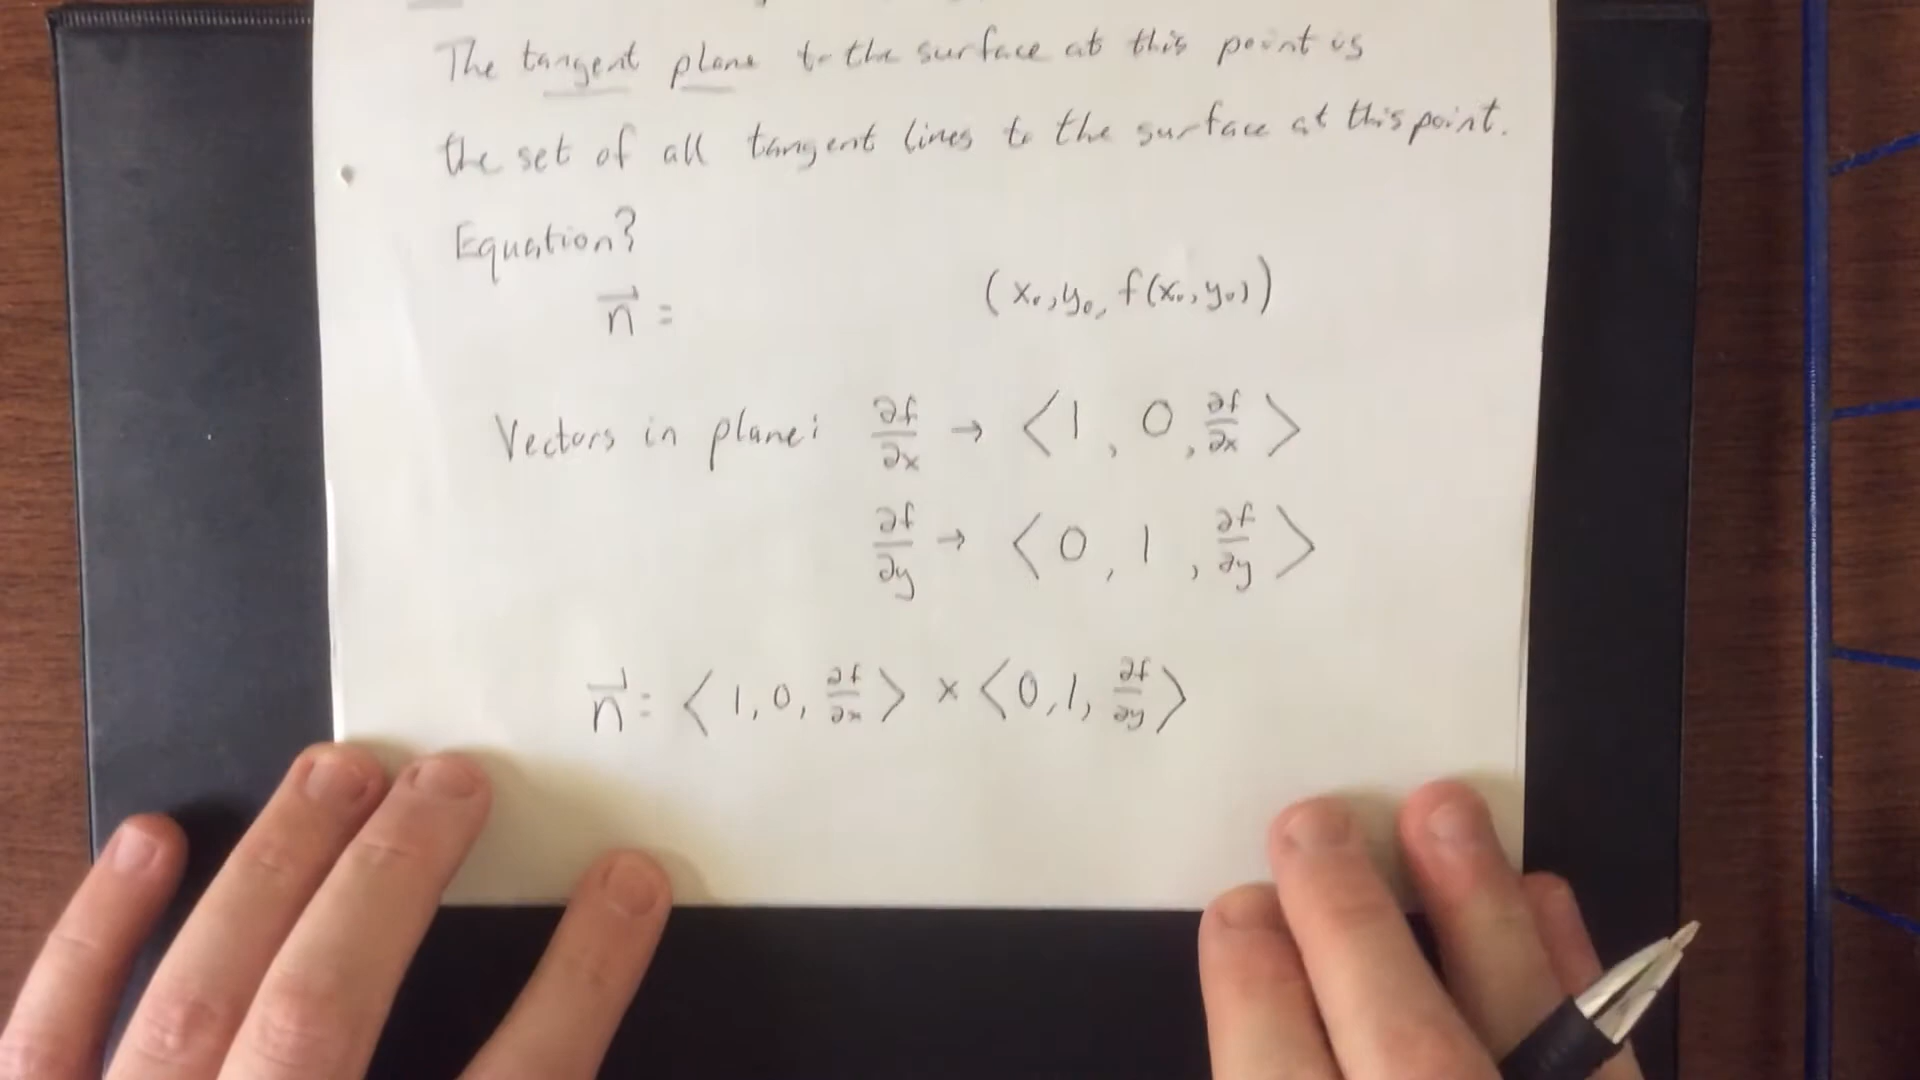 The tangent plane to the surface at this point is
the set of all tangent lines to the surface at this point.
Equation?
n⃗ = (x₀, y₀, f(x₀, y₀))
Vectors in plane: ∂f/∂x → ⟨1, 0, ∂f/∂x⟩
∂f/∂y → ⟨0, 1, ∂f/∂y⟩
n⃗ = ⟨1, 0, ∂f/∂x⟩ × ⟨0, 1, ∂f/∂y⟩